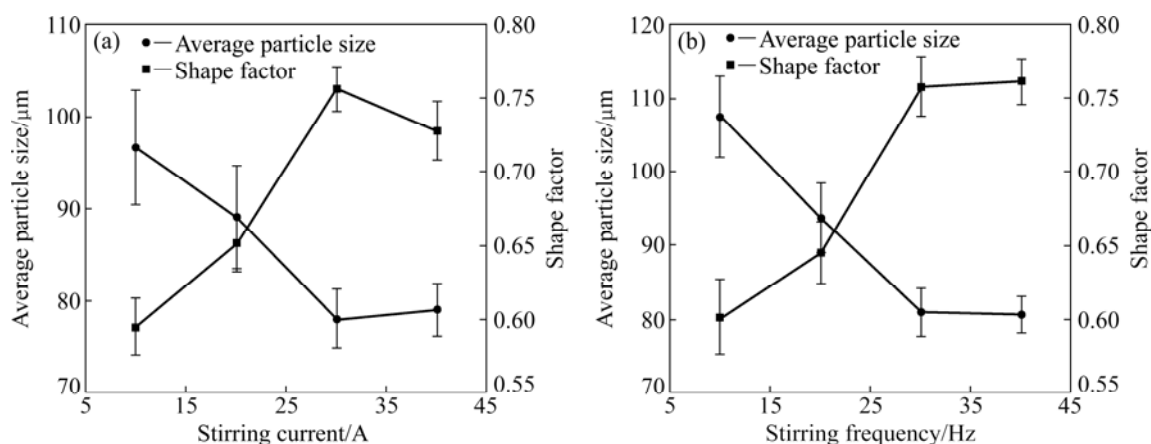 (a)
Average particle size
Shape factor
110
100
90
80
70
Average particle size/μm
0.80
0.75
0.70
0.65
0.60
0.55
Shape factor
5 15 25 35 45
Stirring current/A
(b)
Average particle size
Shape factor
120
110
100
90
80
70
Average particle size/μm
0.80
0.75
0.70
0.65
0.60
0.55
Shape factor
5 15 25 35 45
Stirring frequency/Hz